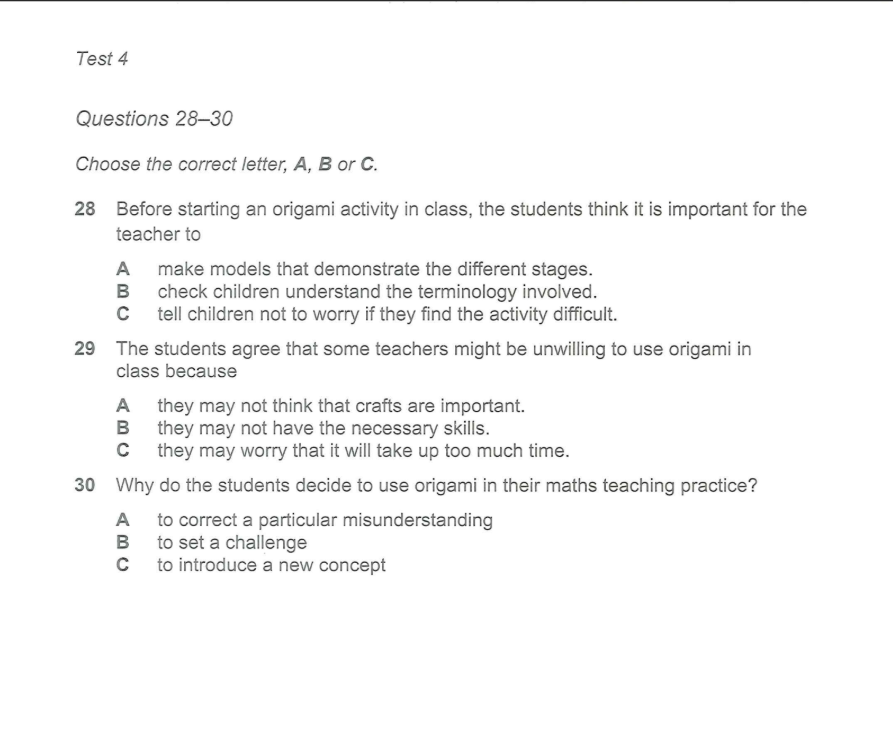 Test 4
Questions 28–30
Choose the correct letter, A, B or C.
28 Before starting an origami activity in class, the students think it is important for the
teacher to
A make models that demonstrate the different stages.
B check children understand the terminology involved.
C tell children not to worry if they find the activity difficult.
29 The students agree that some teachers might be unwilling to use origami in
class because
A they may not think that crafts are important.
B they may not have the necessary skills.
C they may worry that it will take up too much time.
30 Why do the students decide to use origami in their maths teaching practice?
A to correct a particular misunderstanding
B to set a challenge
C to introduce a new concept